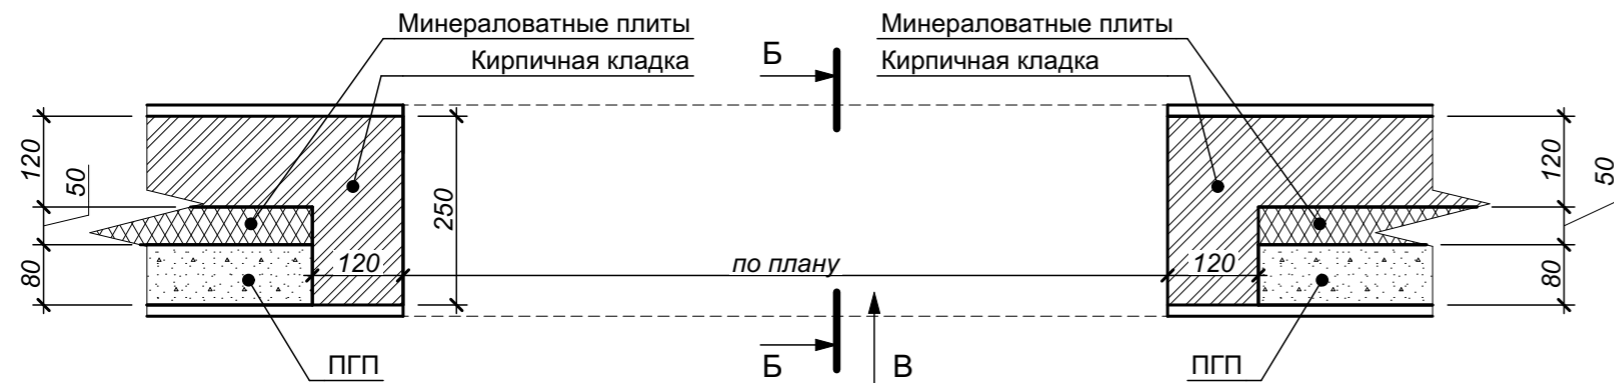 Минераловатные плиты
Кирпичная кладка
Б
Минераловатные плиты
Кирпичная кладка
120
50
80
250
120
по плану
120
120
50
80
ПГП
Б
В
ПГП